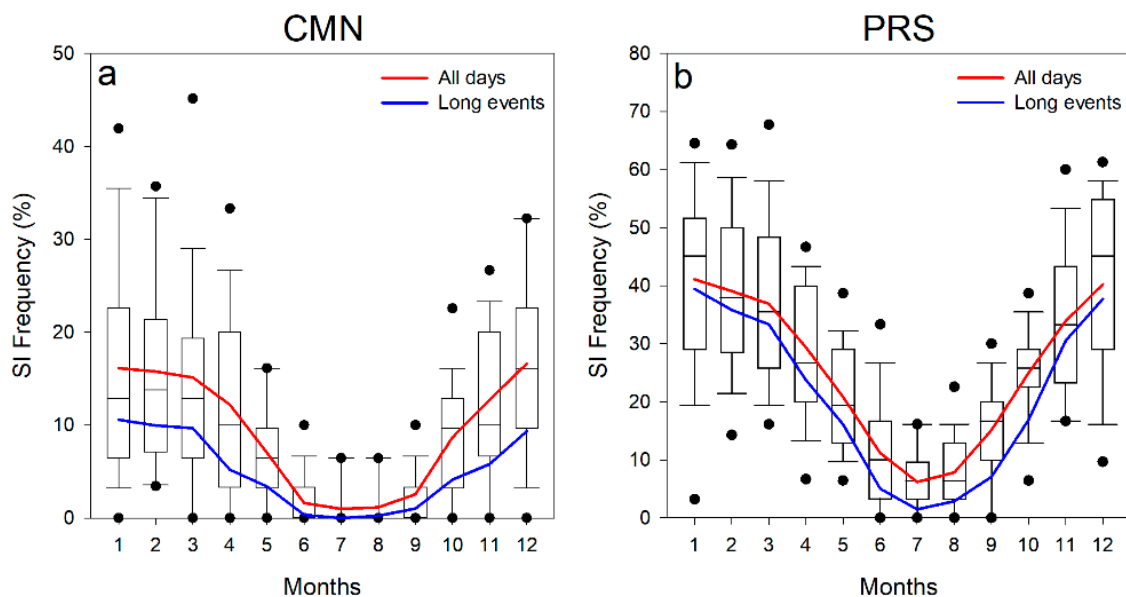 CMN
PRS
a
All days
Long events
b
All days
Long events
SI Frequency (%)
50
40
30
20
10
0
1 2 3 4 5 6 7 8 9 10 11 12
Months
SI Frequency (%)
80
70
60
50
40
30
20
10
0
1 2 3 4 5 6 7 8 9 10 11 12
Months